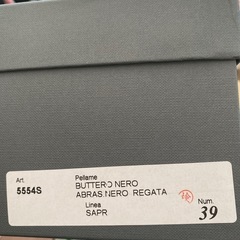 Art.
5554S
Pellame
BUTTERO NERO
ABRAS.NERO REGATA
Linea
SAPR
Num.
39